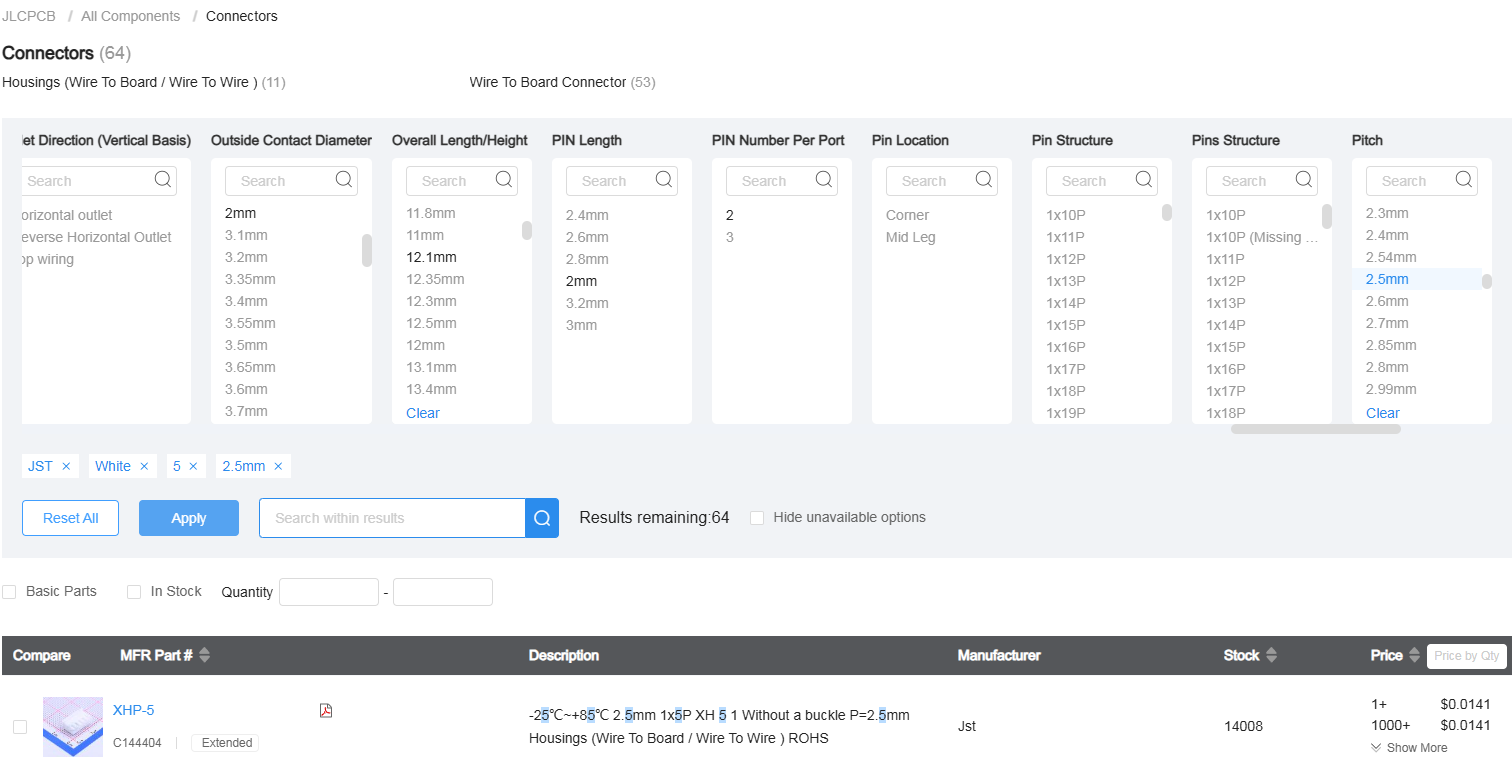 JLCPCB / All Components / Connectors
Connectors (64)
Housings (Wire To Board / Wire To Wire ) (11)
Wire To Board Connector (53)
let Direction (Vertical Basis)
Search
orizontal outlet
everse Horizontal Outlet
op wiring
Outside Contact Diameter
Search
2mm
3.1mm
3.2mm
3.35mm
3.4mm
3.55mm
3.5mm
3.65mm
3.6mm
3.7mm
Overall Length/Height
Search
11.8mm
11mm
12.1mm
12.35mm
12.3mm
12.5mm
12mm
13.1mm
13.4mm
Clear
PIN Length
Search
2.4mm
2.6mm
2.8mm
2mm
3.2mm
3mm
PIN Number Per Port
Search
2
3
Pin Location
Search
Corner
Mid Leg
Pin Structure
Search
1x10P
1x11P
1x12P
1x13P
1x14P
1x15P
1x16P
1x17P
1x18P
1x19P
Pins Structure
Search
1x10P
1x10P (Missing ...
1x11P
1x12P
1x13P
1x14P
1x15P
1x16P
1x17P
1x18P
Pitch
Search
2.3mm
2.4mm
2.54mm
2.5mm
2.6mm
2.7mm
2.85mm
2.8mm
2.99mm
Clear
JST × White × 5 × 2.5mm ×
Reset All Apply Search within results Results remaining:64 Hide unavailable options
Basic Parts In Stock Quantity -
Compare MFR Part # Description Manufacturer Stock Price Price by Qty
XHP-5
C144404 | Extended
-25℃~+85℃ 2.5mm 1x5P XH 5 1 Without a buckle P=2.5mm
Housings (Wire To Board / Wire To Wire ) ROHS
Jst
14008
1+ $0.0141
1000+ $0.0141
Show More